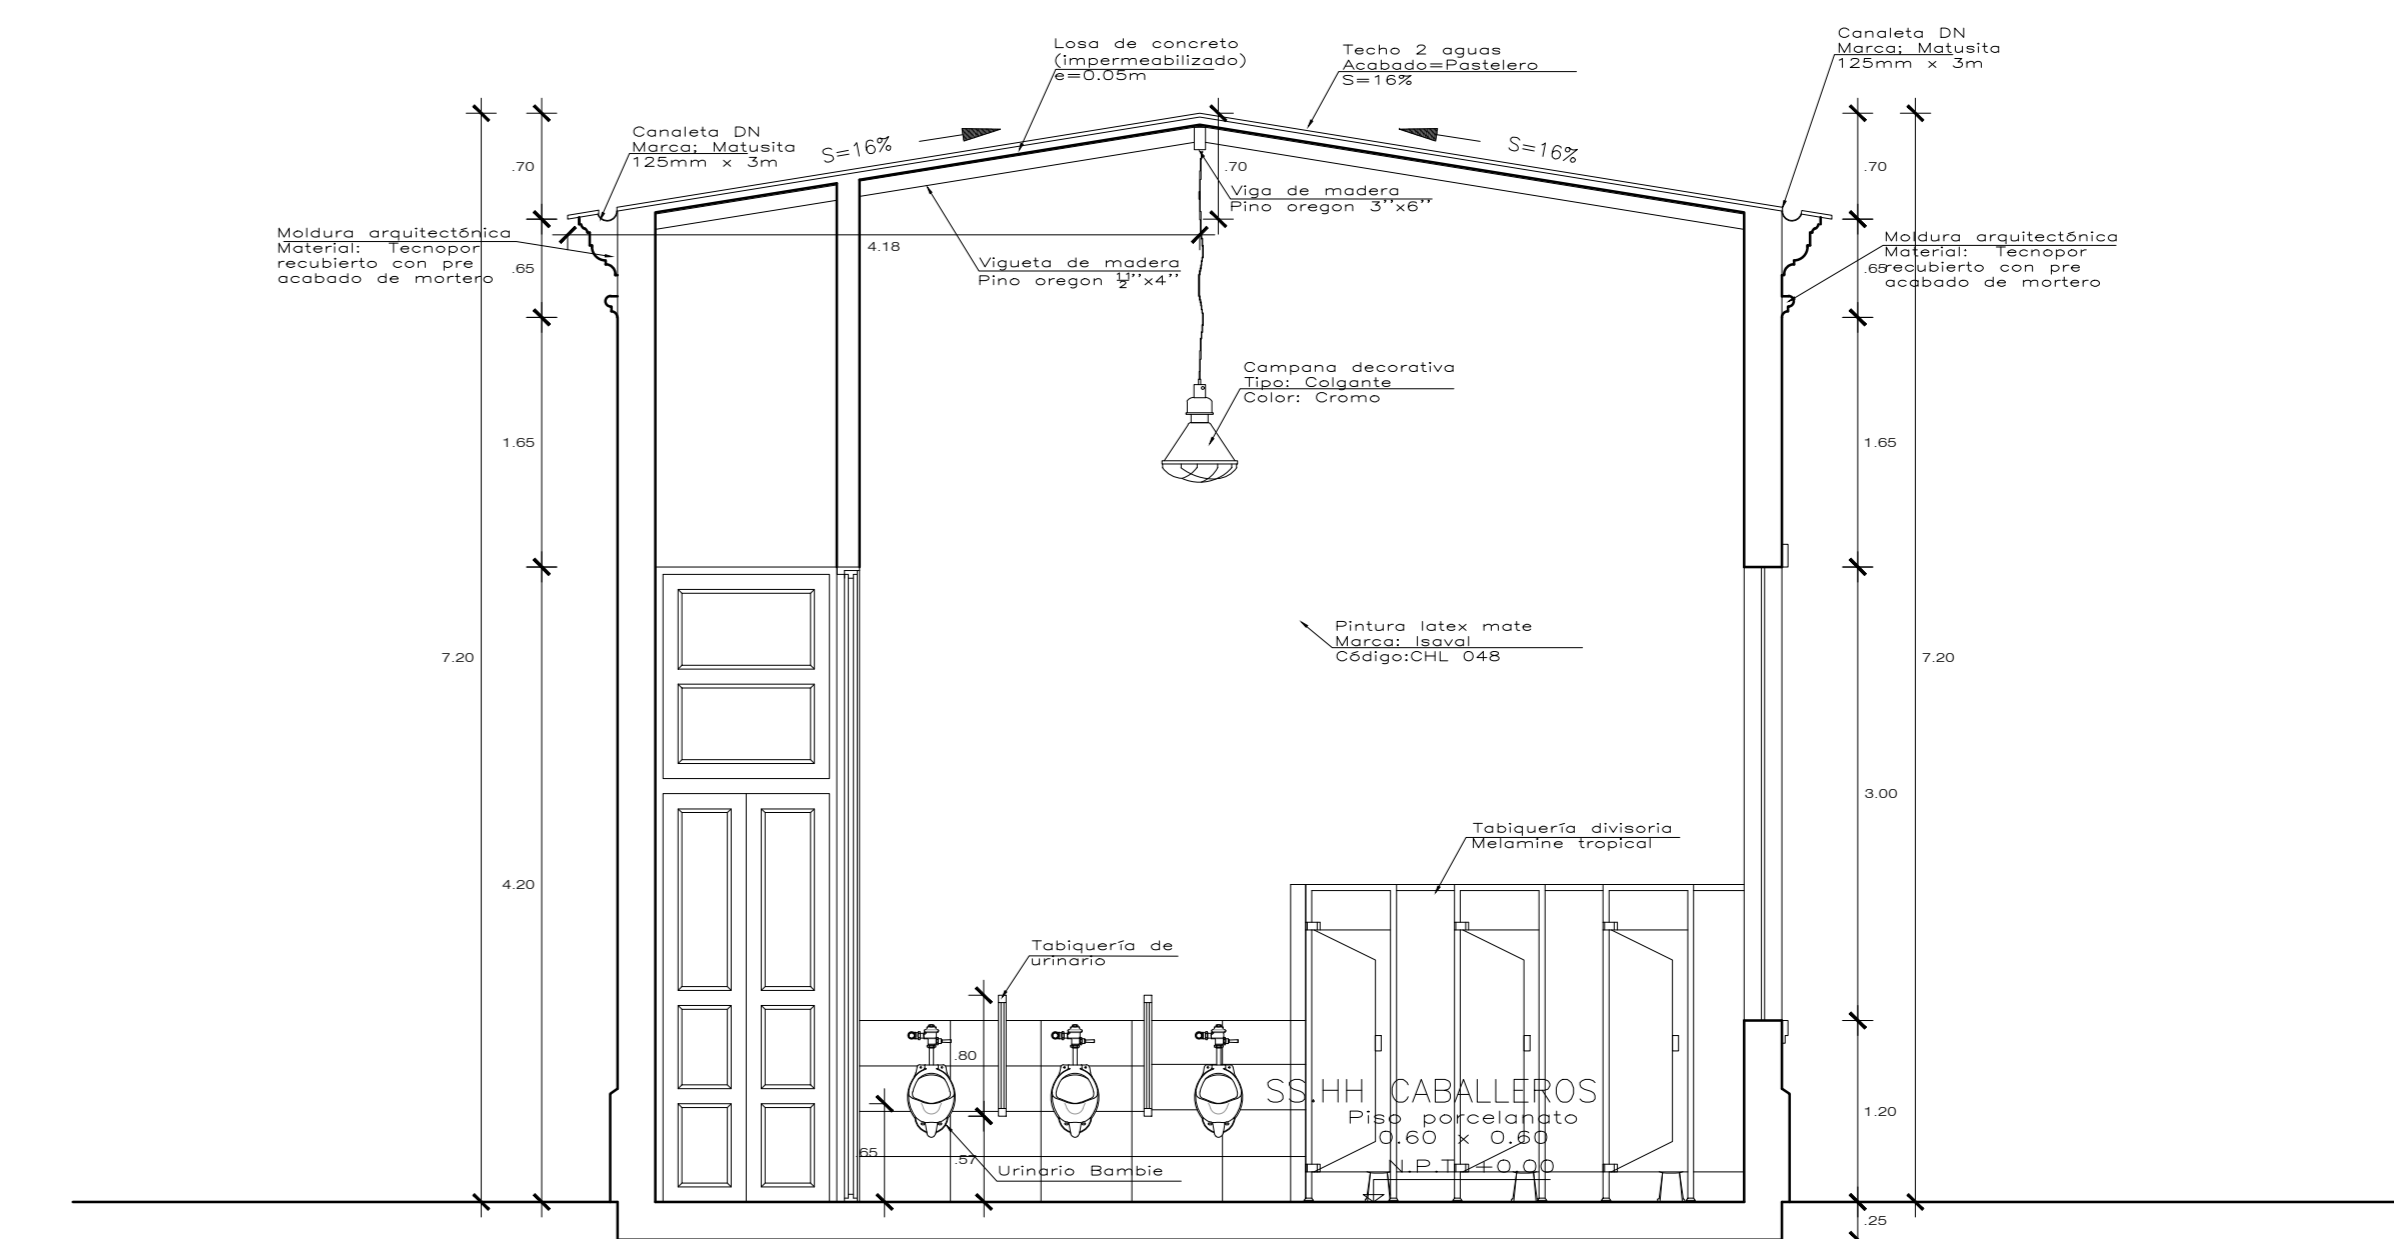 Losa de concreto
(impermeabilizado)
e=0.05m
Techo 2 aguas
Acabado=Pastelero
S=16%
Canaleta DN
Marca; Matusita
125mm x 3m
Canaleta DN
Marca; Matusita
125mm x 3m
S=16%
S=16%
.70
.70
.70
Viga de madera
Pino oregon 3''x6''
Moldura arquitectónica
Material: Tecnopor
recubierto con pre
acabado de mortero
.65
4.18
Vigueta de madera
Pino oregon 1½''x4''
Moldura arquitectónica
Material: Tecnopor
recubierto con pre
acabado de mortero
.65
Campana decorativa
Tipo: Colgante
Color: Cromo
1.65
1.65
Pintura latex mate
Marca: Isaval
Código:CHL 048
7.20
7.20
3.00
Tabiquería divisoria
Melamine tropical
4.20
Tabiquería de
urinario
.80
SS.HH CABALLEROS
Piso porcelanato
0.60 x 0.60
N.P.T. +0.00
1.20
.65
.57
Urinario Bambie
.25